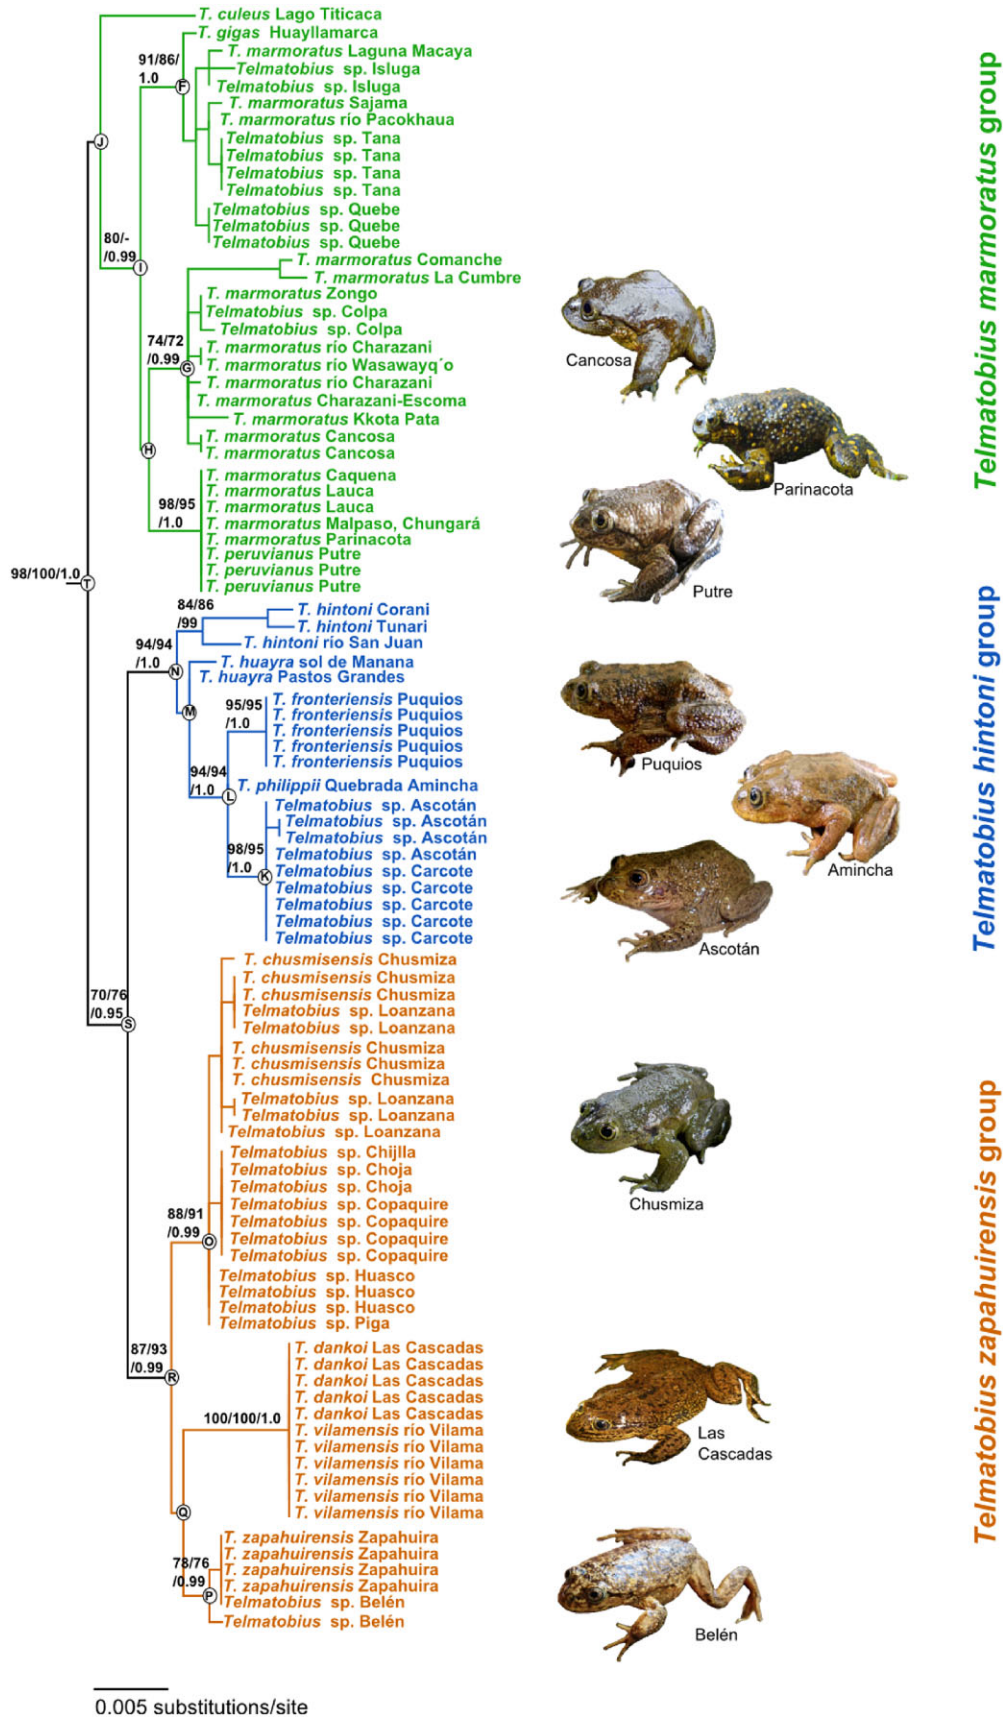 T. culeus Lago Titicaca
T. gigas Huayllamarca
91/86/
1.0
F
T. marmoratus Laguna Macaya
Telmatobius sp. Isluga
Telmatobius sp. Isluga
T. marmoratus Sajama
T. marmoratus río Pacokhaua
Telmatobius sp. Tana
Telmatobius sp. Tana
Telmatobius sp. Tana
Telmatobius sp. Tana
J
Telmatobius sp. Quebe
Telmatobius sp. Quebe
Telmatobius sp. Quebe
80/-
/0.99
I
T. marmoratus Comanche
T. marmoratus La Cumbre
T. marmoratus Zongo
Telmatobius sp. Colpa
Telmatobius sp. Colpa
74/72
/0.99
G
T. marmoratus río Charazani
T. marmoratus río Wasawayq´o
T. marmoratus río Charazani
T. marmoratus Charazani-Escoma
T. marmoratus Kkota Pata
T. marmoratus Cancosa
T. marmoratus Cancosa
H
T. marmoratus Caquena
T. marmoratus Lauca
T. marmoratus Lauca
T. marmoratus Malpaso, Chungará
T. marmoratus Parinacota
T. peruvianus Putre
T. peruvianus Putre
T. peruvianus Putre
98/95
/1.0
Cancosa
Parinacota
Putre
Telmatobius marmoratus group
98/100/1.0
T
84/86
/99
T. hintoni Corani
T. hintoni Tunari
T. hintoni río San Juan
94/94
/1.0
N
T. huayra sol de Manana
T. huayra Pastos Grandes
M
95/95
/1.0
T. fronteriensis Puquios
T. fronteriensis Puquios
T. fronteriensis Puquios
T. fronteriensis Puquios
T. fronteriensis Puquios
94/94
/1.0
L
T. philippii Quebrada Amincha
Telmatobius sp. Ascotán
Telmatobius sp. Ascotán
Telmatobius sp. Ascotán
Telmatobius sp. Ascotán
98/95
/1.0
K
Telmatobius sp. Carcote
Telmatobius sp. Carcote
Telmatobius sp. Carcote
Telmatobius sp. Carcote
Telmatobius sp. Carcote
Puquios
Amincha
Ascotán
Telmatobius hintoni group
70/76
/0.95
S
T. chusmisensis Chusmiza
T. chusmisensis Chusmiza
T. chusmisensis Chusmiza
Telmatobius sp. Loanzana
Telmatobius sp. Loanzana
T. chusmisensis Chusmiza
T. chusmisensis Chusmiza
T. chusmisensis Chusmiza
Telmatobius sp. Loanzana
Telmatobius sp. Loanzana
Telmatobius sp. Loanzana
Telmatobius sp. Chijlla
Telmatobius sp. Choja
Telmatobius sp. Choja
Telmatobius sp. Copaquire
Telmatobius sp. Copaquire
Telmatobius sp. Copaquire
Telmatobius sp. Copaquire
88/91
/0.99
O
Telmatobius sp. Huasco
Telmatobius sp. Huasco
Telmatobius sp. Huasco
Telmatobius sp. Piga
87/93
/0.99
R
T. dankoi Las Cascadas
T. dankoi Las Cascadas
T. dankoi Las Cascadas
T. dankoi Las Cascadas
T. dankoi Las Cascadas
100/100/1.0
T. vilamensis río Vilama
T. vilamensis río Vilama
T. vilamensis río Vilama
T. vilamensis río Vilama
T. vilamensis río Vilama
T. vilamensis río Vilama
Q
T. zapahuirensis Zapahuira
T. zapahuirensis Zapahuira
T. zapahuirensis Zapahuira
T. zapahuirensis Zapahuira
78/76
/0.99
P
Telmatobius sp. Belén
Telmatobius sp. Belén
Chusmiza
Las
Cascadas
Belén
Telmatobius zapahuirensis group
0.005 substitutions/site